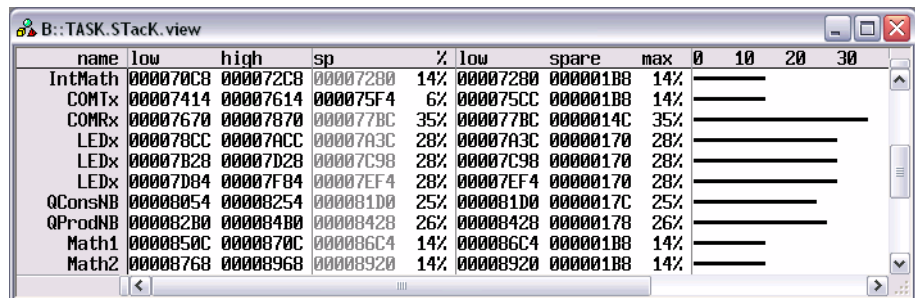 B::TASK.STacK.view
name low high sp % low spare max 0 10 20 30
IntMath 000070C8 000072C8 00007280 14% 00007280 000001B8 14%
COMTx 00007414 00007614 000075F4 6% 000075CC 000001B8 14%
COMRx 00007670 00007870 000077BC 35% 000077BC 0000014C 35%
LEDx 000078CC 00007ACC 00007A3C 28% 00007A3C 00000170 28%
LEDx 00007B28 00007D28 00007C98 28% 00007C98 00000170 28%
LEDx 00007D84 00007F84 00007EF4 28% 00007EF4 00000170 28%
QConsNB 00008054 00008254 000081D0 25% 000081D0 0000017C 25%
QProdNB 000082B0 000084B0 00008428 26% 00008428 00000178 26%
Math1 0000850C 0000870C 000086C4 14% 000086C4 000001B8 14%
Math2 00008768 00008968 00008920 14% 00008920 000001B8 14%